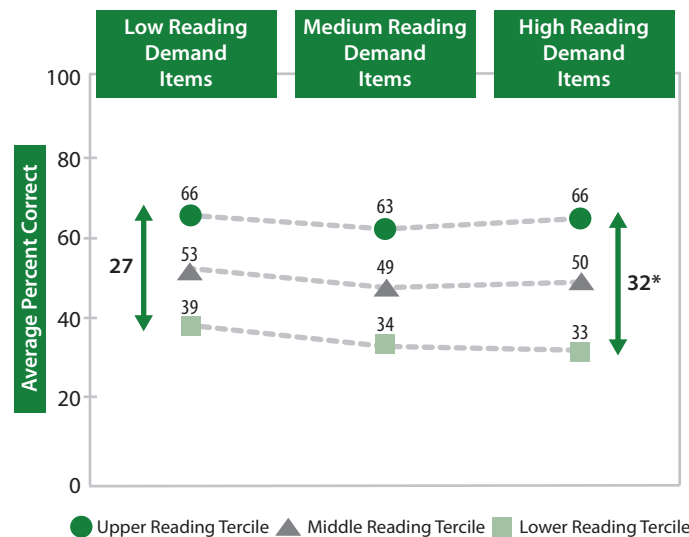 Low Reading
Demand
Items
Medium Reading
Demand
Items
High Reading
Demand
Items
Average Percent Correct
100
80
60
40
20
0
66
63
66
53
49
50
39
34
33
27
32*
Upper Reading Tercile
Middle Reading Tercile
Lower Reading Tercile